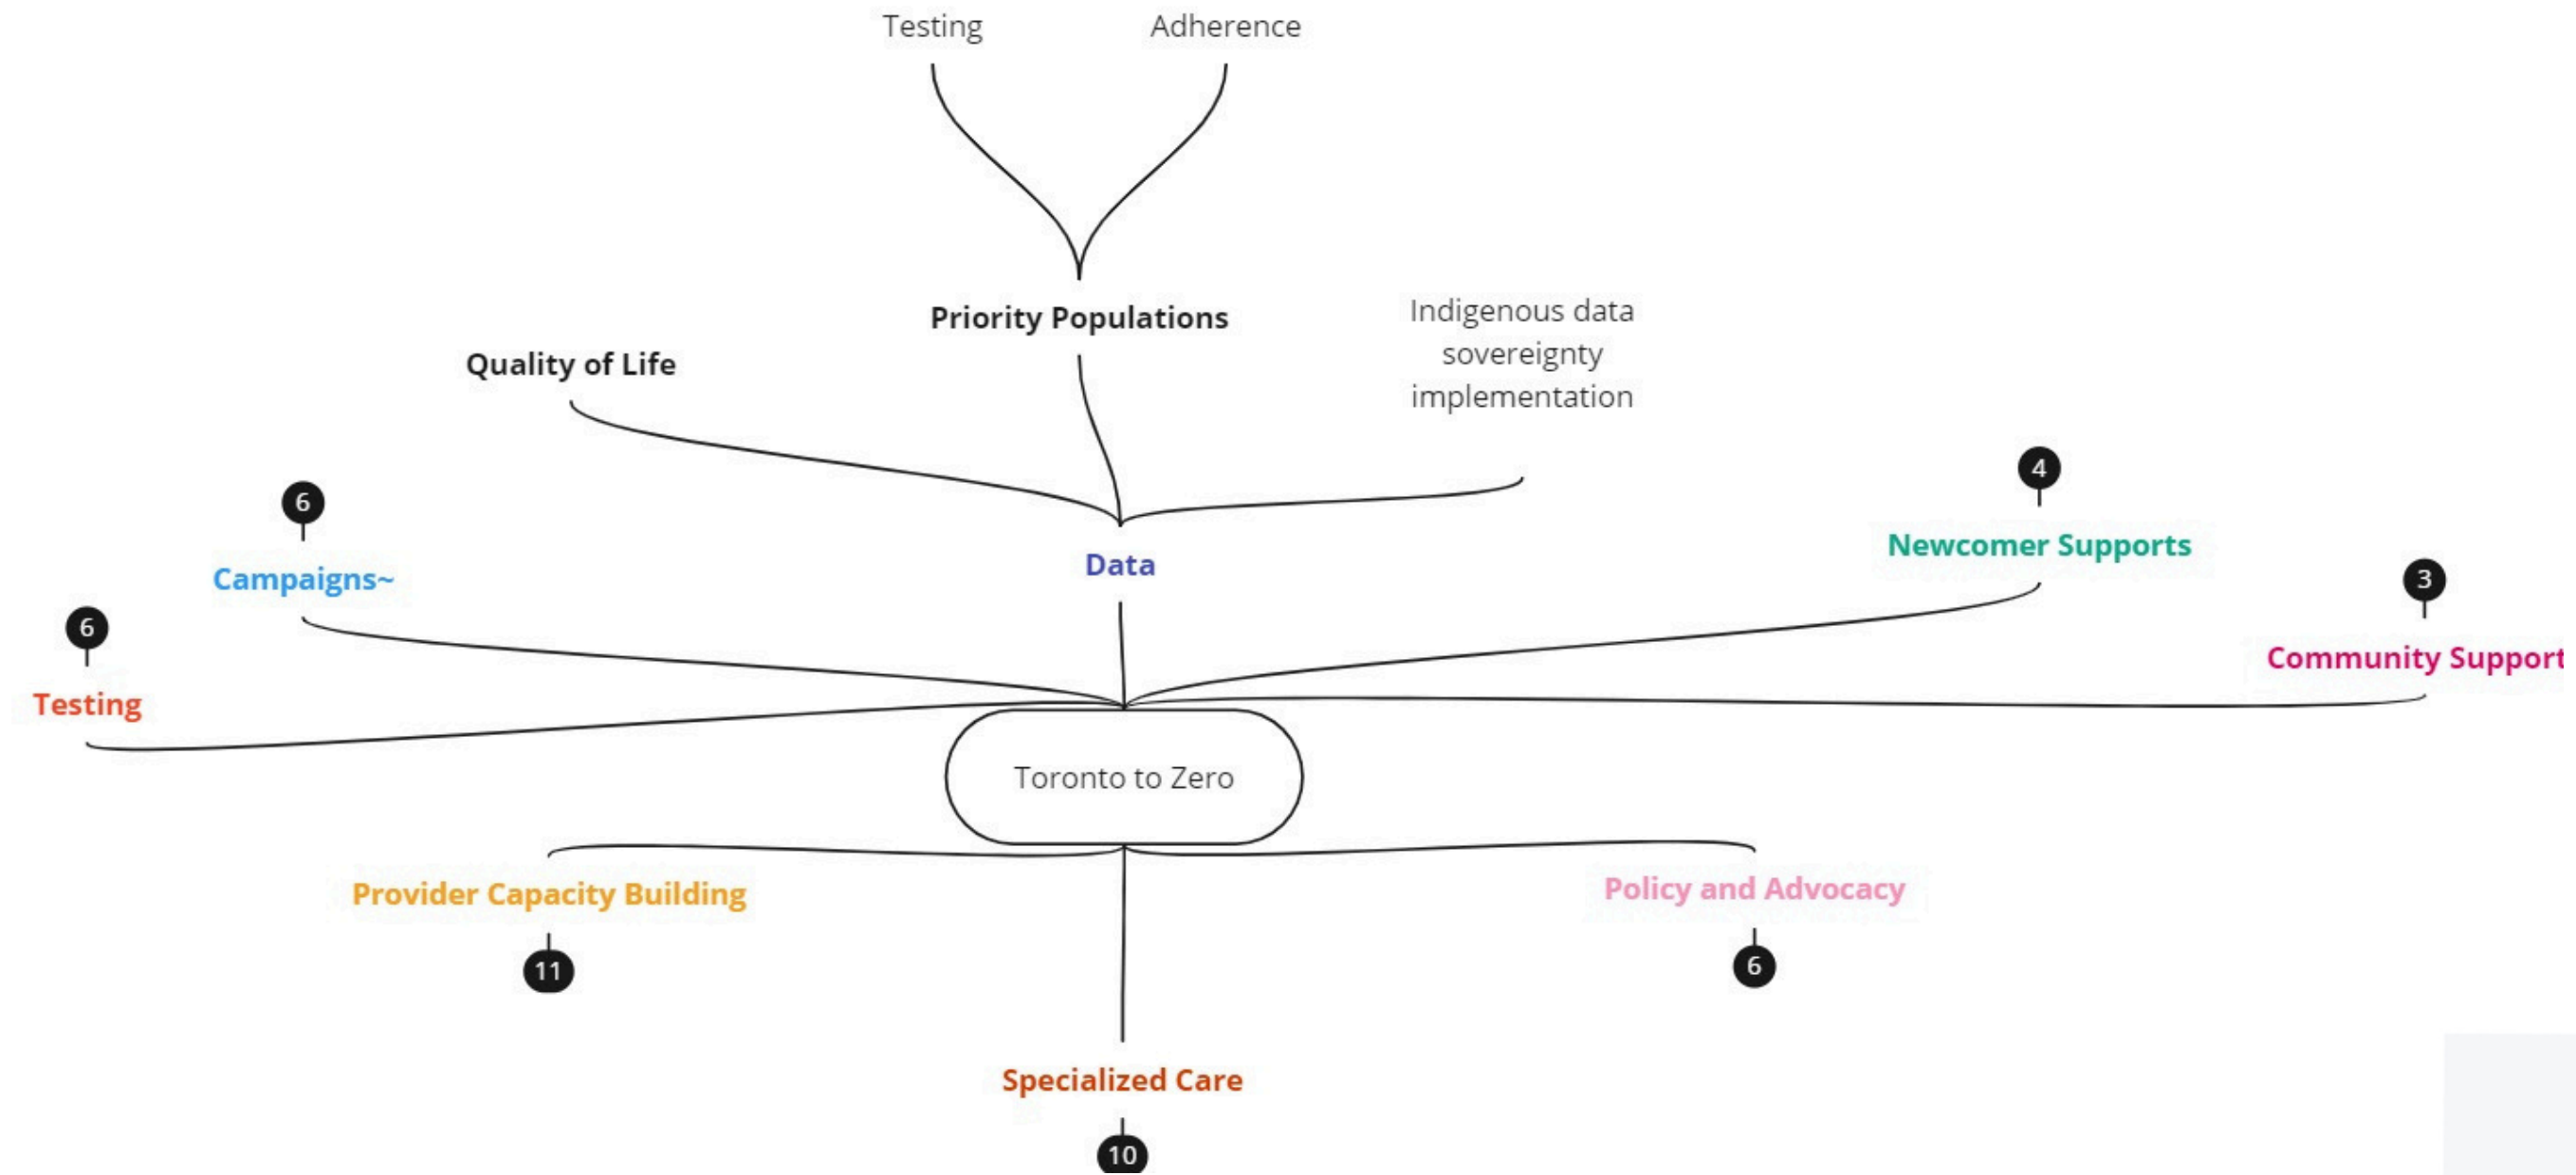 Testing
Adherence
Priority Populations
Indigenous data
sovereignty
implementation
Quality of Life
4
6
Newcomer Supports
Data
Campaigns~
3
6
Community Support
Testing
Toronto to Zero
Provider Capacity Building
Policy and Advocacy
11
6
Specialized Care
10